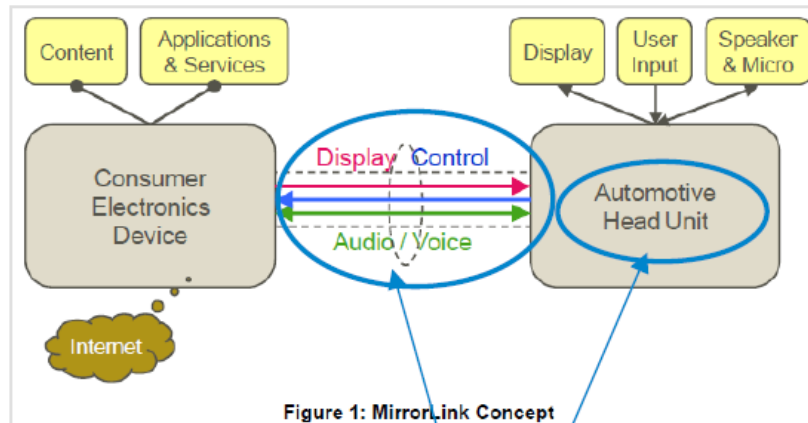 Content
Applications
& Services
Display
User
Input
Speaker
& Micro
Consumer
Electronics
Device
Display Control
Audio / Voice
Automotive
Head Unit
Internet
Figure 1: MirrorLink Concept